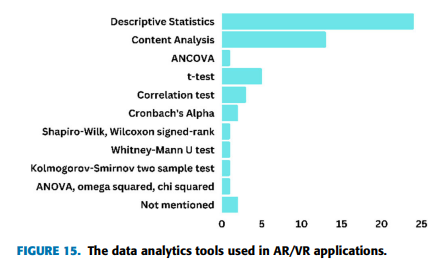 Descriptive Statistics
Content Analysis
ANCOVA
t-test
Correlation test
Cronbach's Alpha
Shapiro-Wilk, Wilcoxon signed-rank
Whitney-Mann U test
Kolmogorov-Smirnov two sample test
ANOVA, omega squared, chi squared
Not mentioned
0 5 10 15 20 25
FIGURE 15. The data analytics tools used in AR/VR applications.